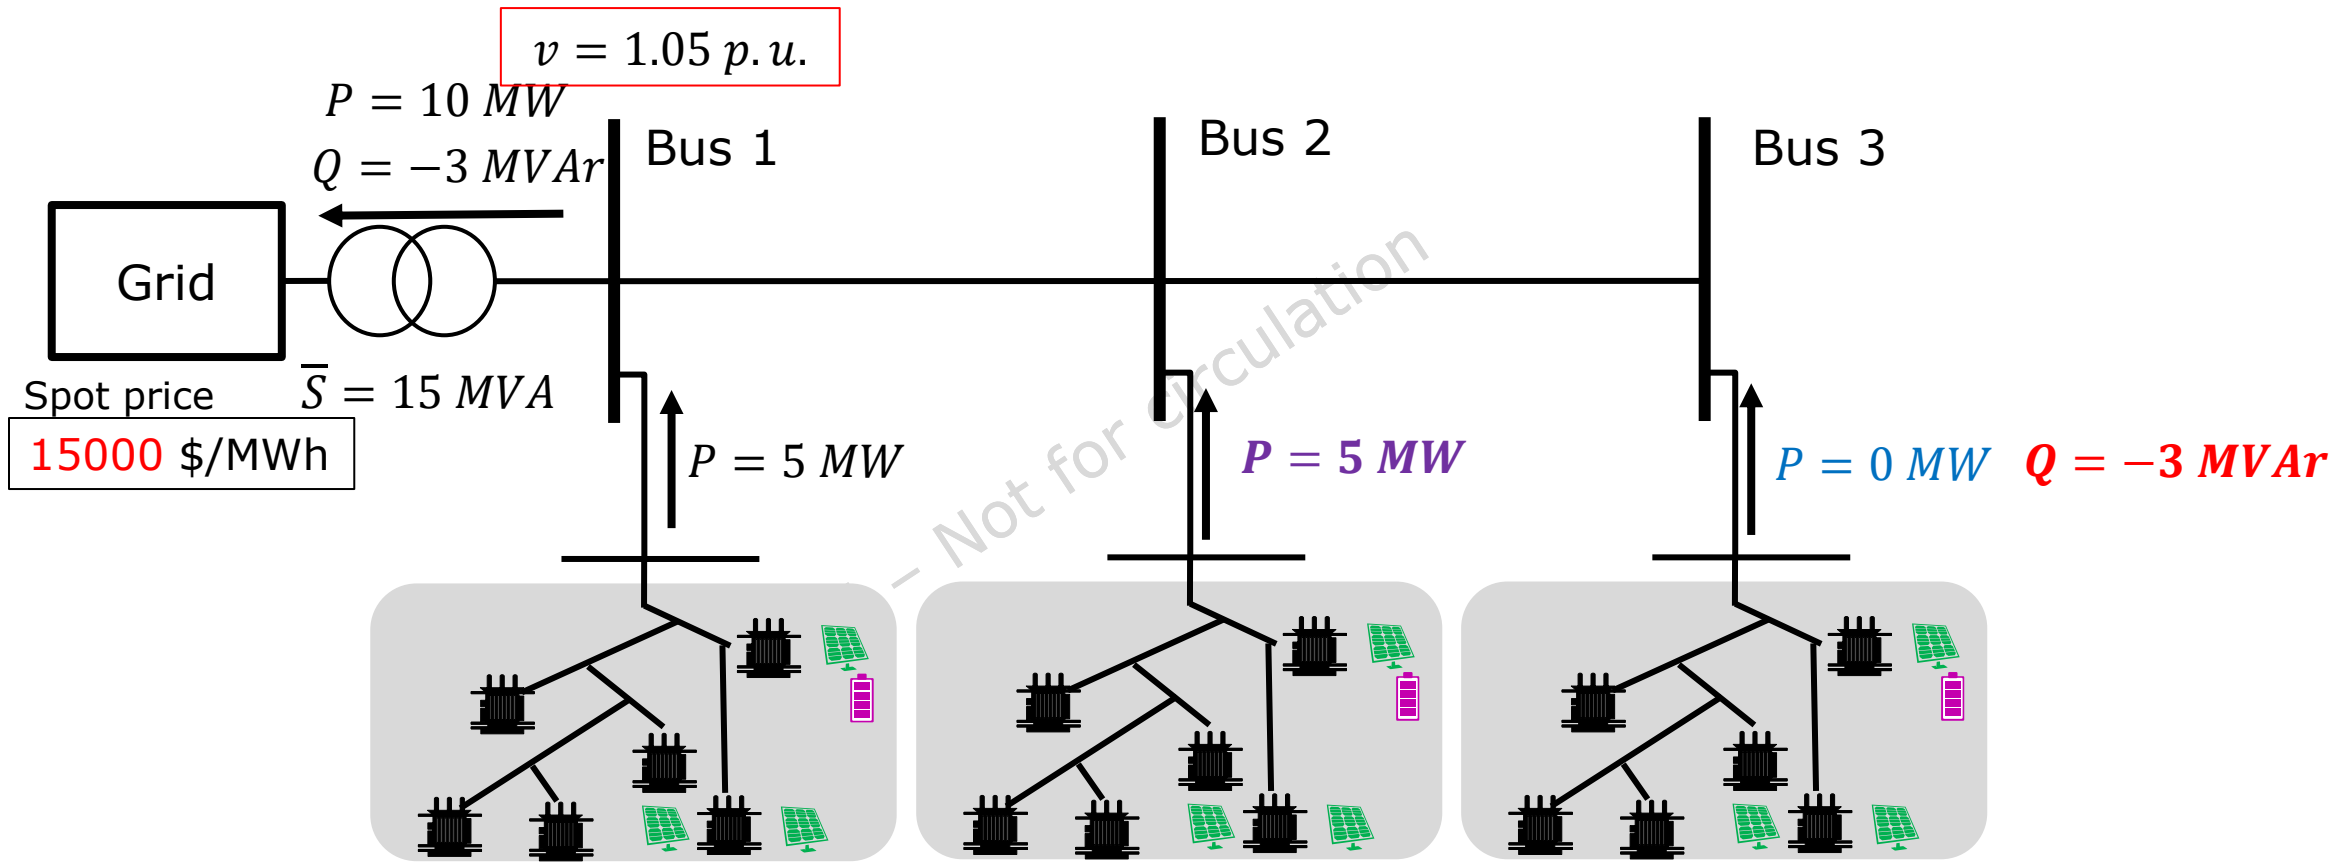 v = 1.05 p.u.
P = 10 MW
Q = −3 MVAr
Bus 1
Bus 2
Bus 3
Grid
Spot price
15000 $/MWh
S̅ = 15 MVA
P = 5 MW
P = 5 MW
P = 0 MW Q = −3 MVAr
– Not for circulation